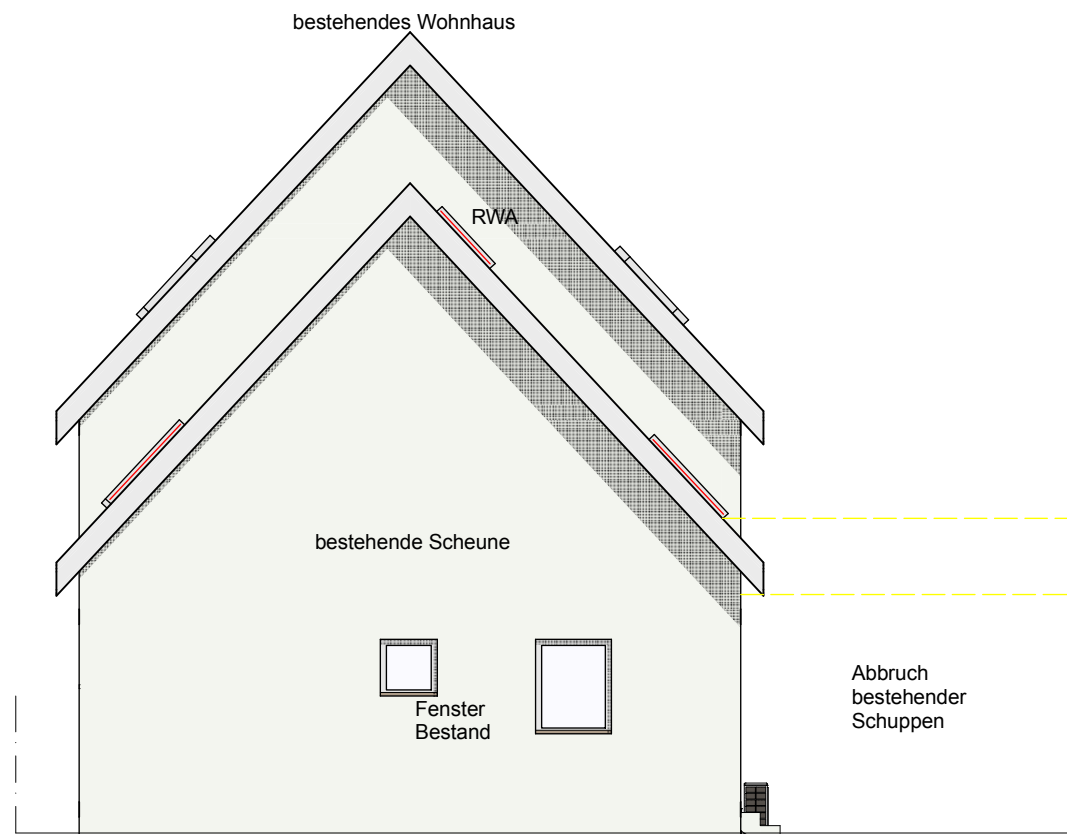 bestehendes Wohnhaus
RWA
bestehende Scheune
Fenster
Bestand
Abbruch
bestehender
Schuppen